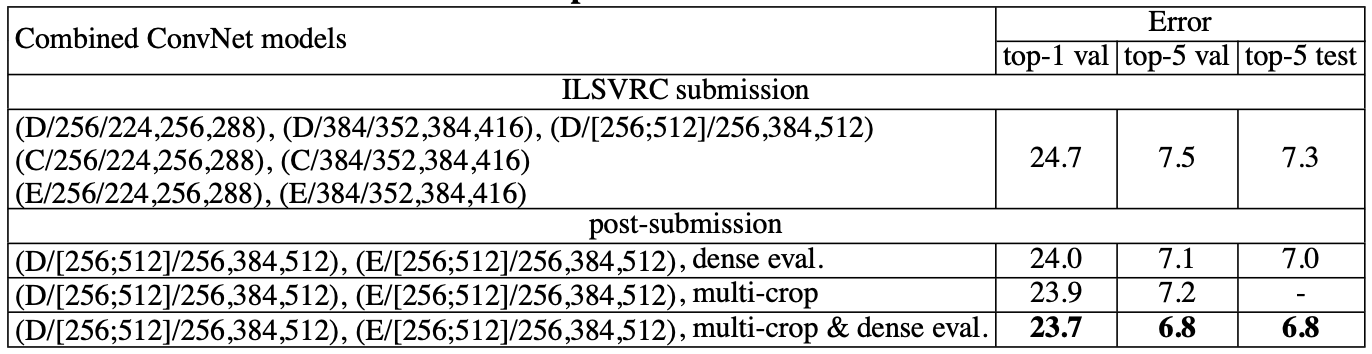 Combined ConvNet models Error
top-1 val top-5 val top-5 test
ILSVRC submission
(D/256/224,256,288), (D/384/352,384,416), (D/[256;512]/256,384,512)
(C/256/224,256,288), (C/384/352,384,416) 24.7 7.5 7.3
(E/256/224,256,288), (E/384/352,384,416)
post-submission
(D/[256;512]/256,384,512), (E/[256;512]/256,384,512), dense eval. 24.0 7.1 7.0
(D/[256;512]/256,384,512), (E/[256;512]/256,384,512), multi-crop 23.9 7.2 -
(D/[256;512]/256,384,512), (E/[256;512]/256,384,512), multi-crop & dense eval. 23.7 6.8 6.8